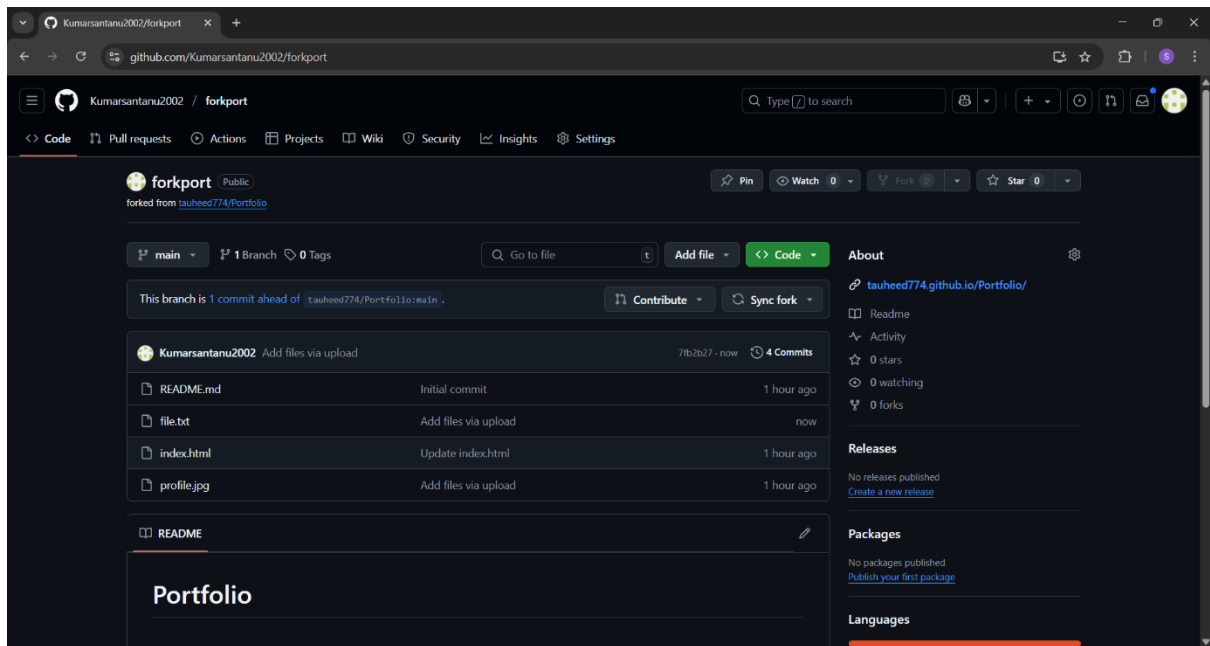 Kumarsantanu2002/forkport
github.com/Kumarsantanu2002/forkport
S
Kumarsantanu2002 / forkport
Type / to search
Code Pull requests Actions Projects Wiki Security Insights Settings
forkport Public
Pin Watch 0 Fork 0 Star 0
forked from tauheed774/Portfolio
main 1 Branch 0 Tags
Go to file t Add file Code
This branch is 1 commit ahead of tauheed774/Portfolio:main .
Contribute Sync fork
Kumarsantanu2002 Add files via upload 7fb2b27 · now 4 Commits
README.md Initial commit 1 hour ago
file.txt Add files via upload now
index.html Update index.html 1 hour ago
profile.jpg Add files via upload 1 hour ago
README
Portfolio
About
tauheed774.github.io/Portfolio/
Readme
Activity
0 stars
0 watching
0 forks
Releases
No releases published
Create a new release
Packages
No packages published
Publish your first package
Languages